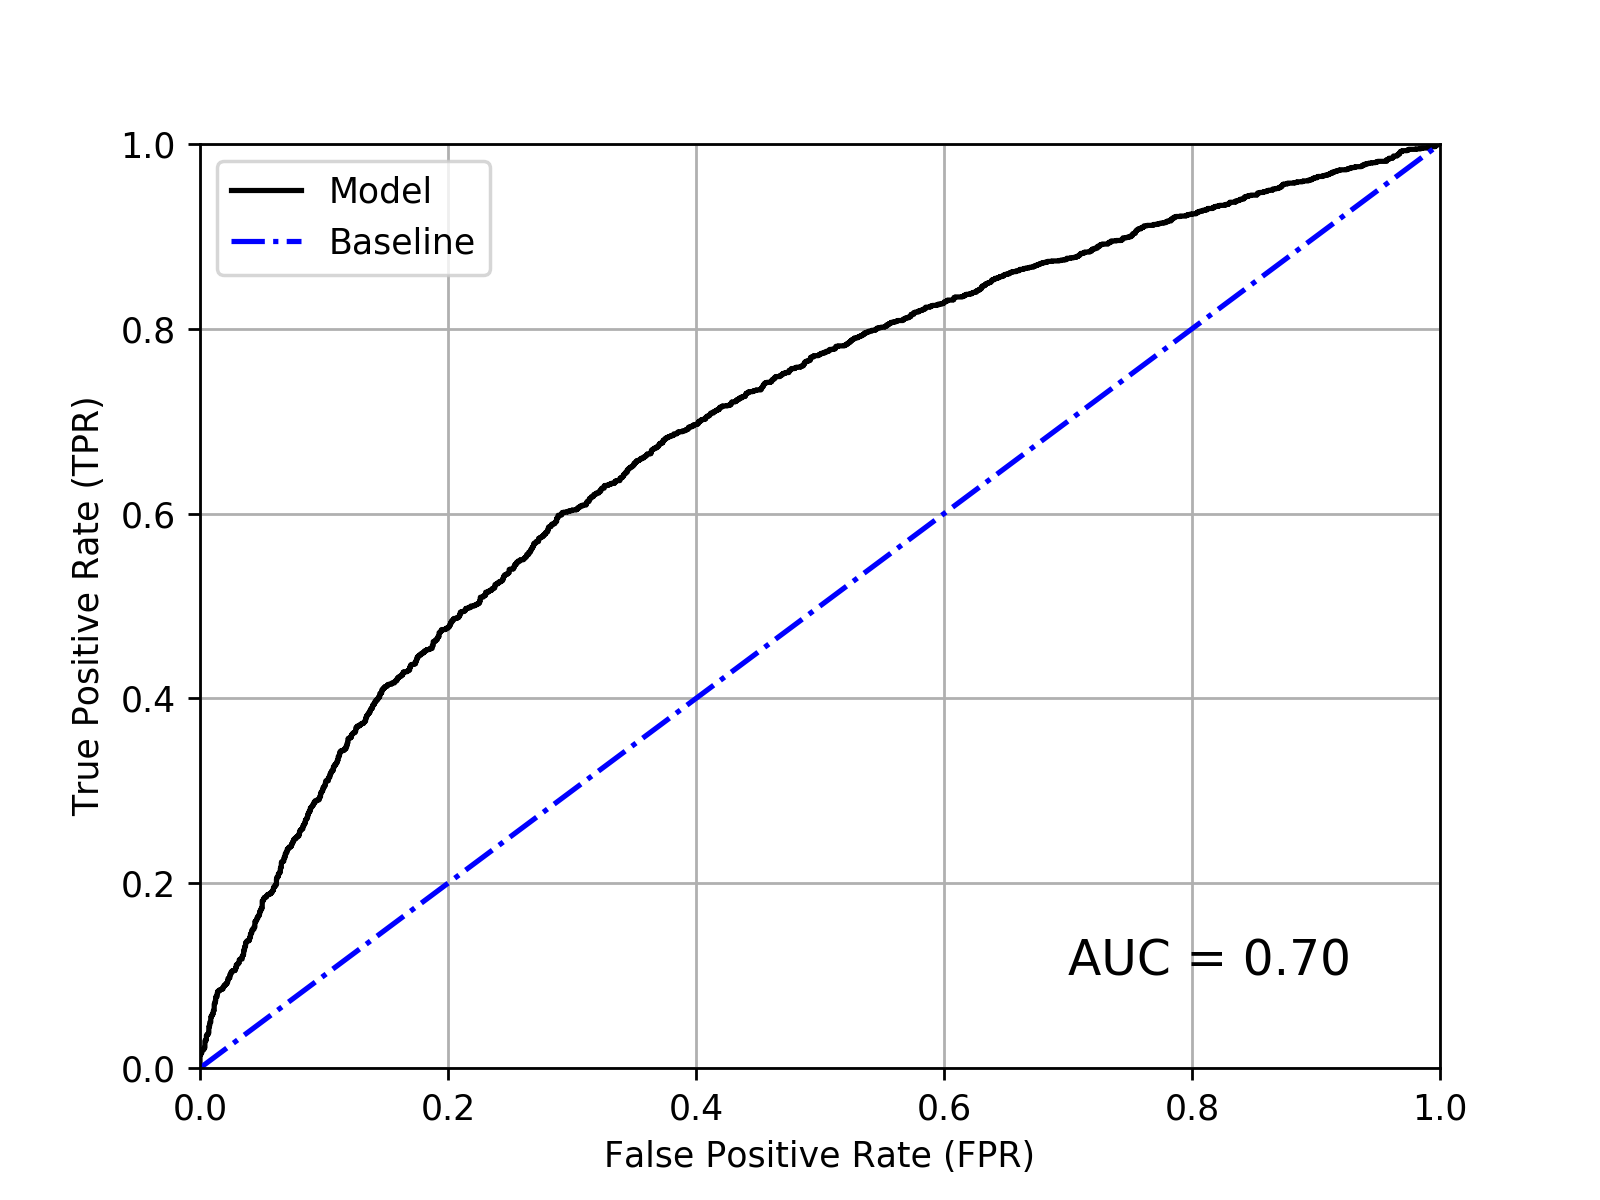 Model
Baseline
1.0
0.8
0.6
0.4
0.2
0.0
True Positive Rate (TPR)
AUC = 0.70
0.0 0.2 0.4 0.6 0.8 1.0
False Positive Rate (FPR)